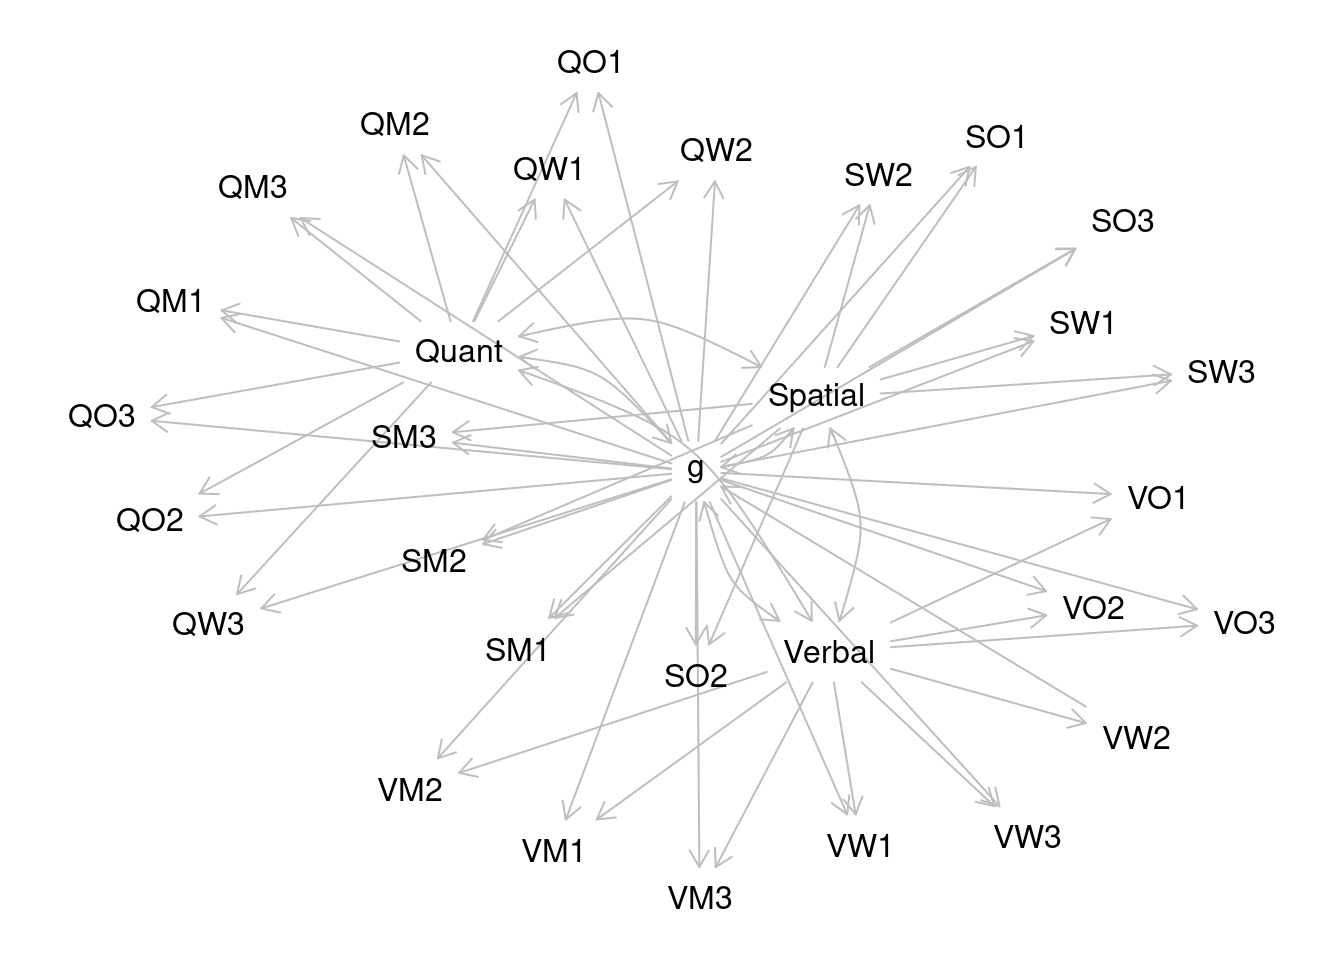 QO1
QM2
SO1
QW2
QW1
SW2
QM3
SO3
QM1
SW1
Quant
SW3
Spatial
QO3
SM3
g
VO1
QO2
SM2
VO2
QW3
VO3
SM1
Verbal
SO2
VW2
VM2
VW3
VW1
VM1
VM3